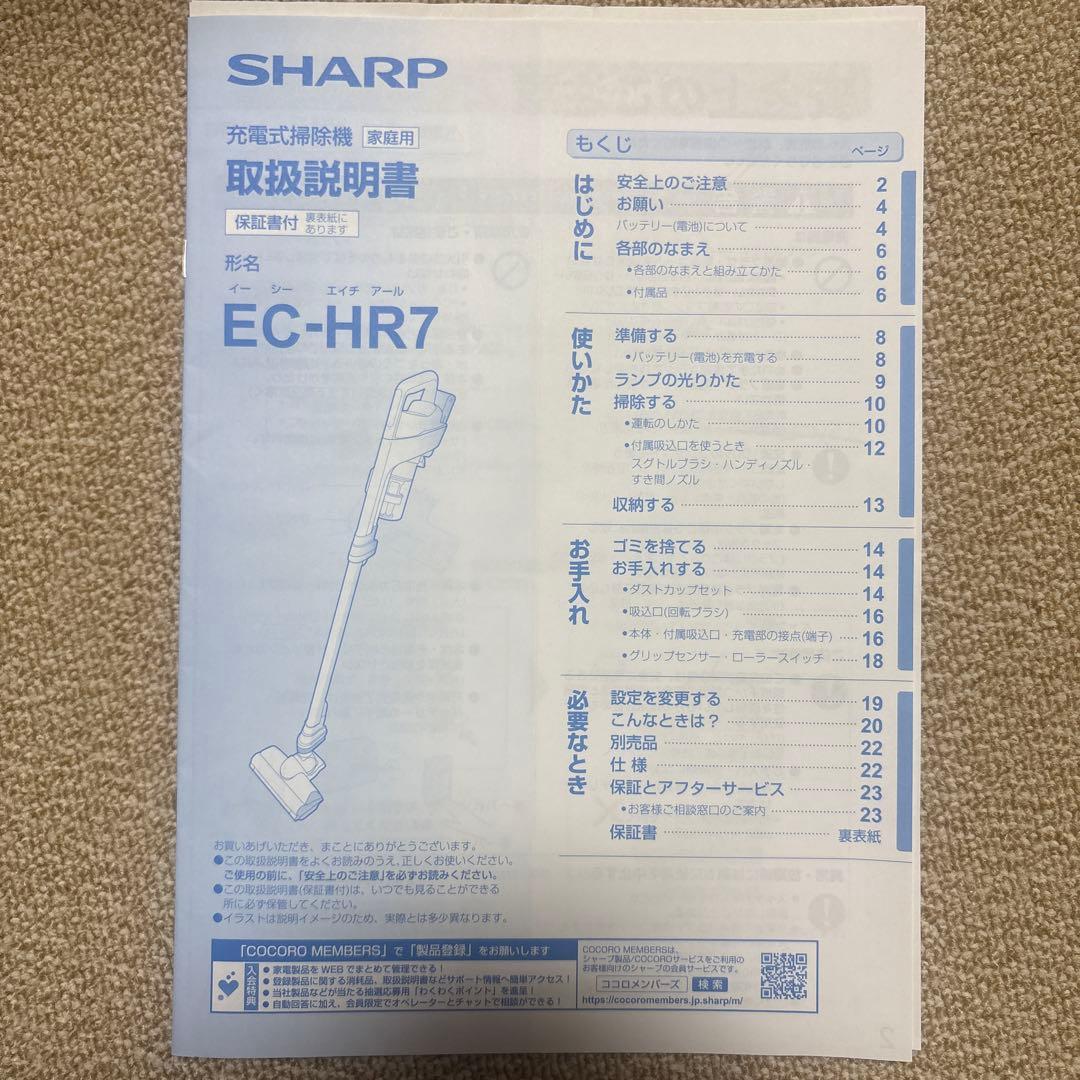 SHARP
充電式掃除機 家庭用
取扱説明書
保証書付 裏表紙に
あります
形名
イー シー エイチ アール
EC-HR7
もくじ ページ
はじめに
安全上のご注意 2
お願い 4
バッテリー(電池)について 4
各部のなまえ 6
•各部のなまえと組み立てかた 6
•付属品 6
使いかた
準備する 8
•バッテリー(電池)を充電する 8
ランプの光りかた 9
掃除する 10
•運転のしかた 10
•付属吸込口を使うとき 12
スグトルブラシ・ハンディノズル・
すき間ノズル
収納する 13
お手入れ
ゴミを捨てる 14
お手入れする 14
•ダストカップセット 14
•吸込口(回転ブラシ) 16
•本体・付属吸込口・充電部の接点(端子) 16
•グリップセンサー・ローラースイッチ 18
必要なとき
設定を変更する 19
こんなときは？ 20
別売品 22
仕様 22
保証とアフターサービス 23
•お客様ご相談窓口のご案内 23
保証書 裏表紙
お買いあげいただき、まことにありがとうございます。
●この取扱説明書をよくお読みのうえ、正しくお使いください。
ご使用の前に、「安全上のご注意」を必ずお読みください。
●この取扱説明書(保証書付)は、いつでも見ることができる
所に必ず保管してください。
●イラストは説明イメージのため、実際とは多少異なります。
「COCORO MEMBERS」で「製品登録」をお願いします
入会特典
● 家電製品を WEB でまとめて管理できる！
● 登録製品に関する消耗品、取扱説明書などサポート情報へ簡単アクセス！
● 当社製品などが当たる抽選応募用「わくわくポイント」を進呈！
● 自動回答に加え、会員限定でオペレーターとチャットで相談ができる！
COCORO MEMBERSは、
シャープ製品/COCOROサービスをご利用の
お客様向けのシャープの会員サービスです。
ココロメンバーズ 検索
https://cocoromembers.jp.sharp/m/